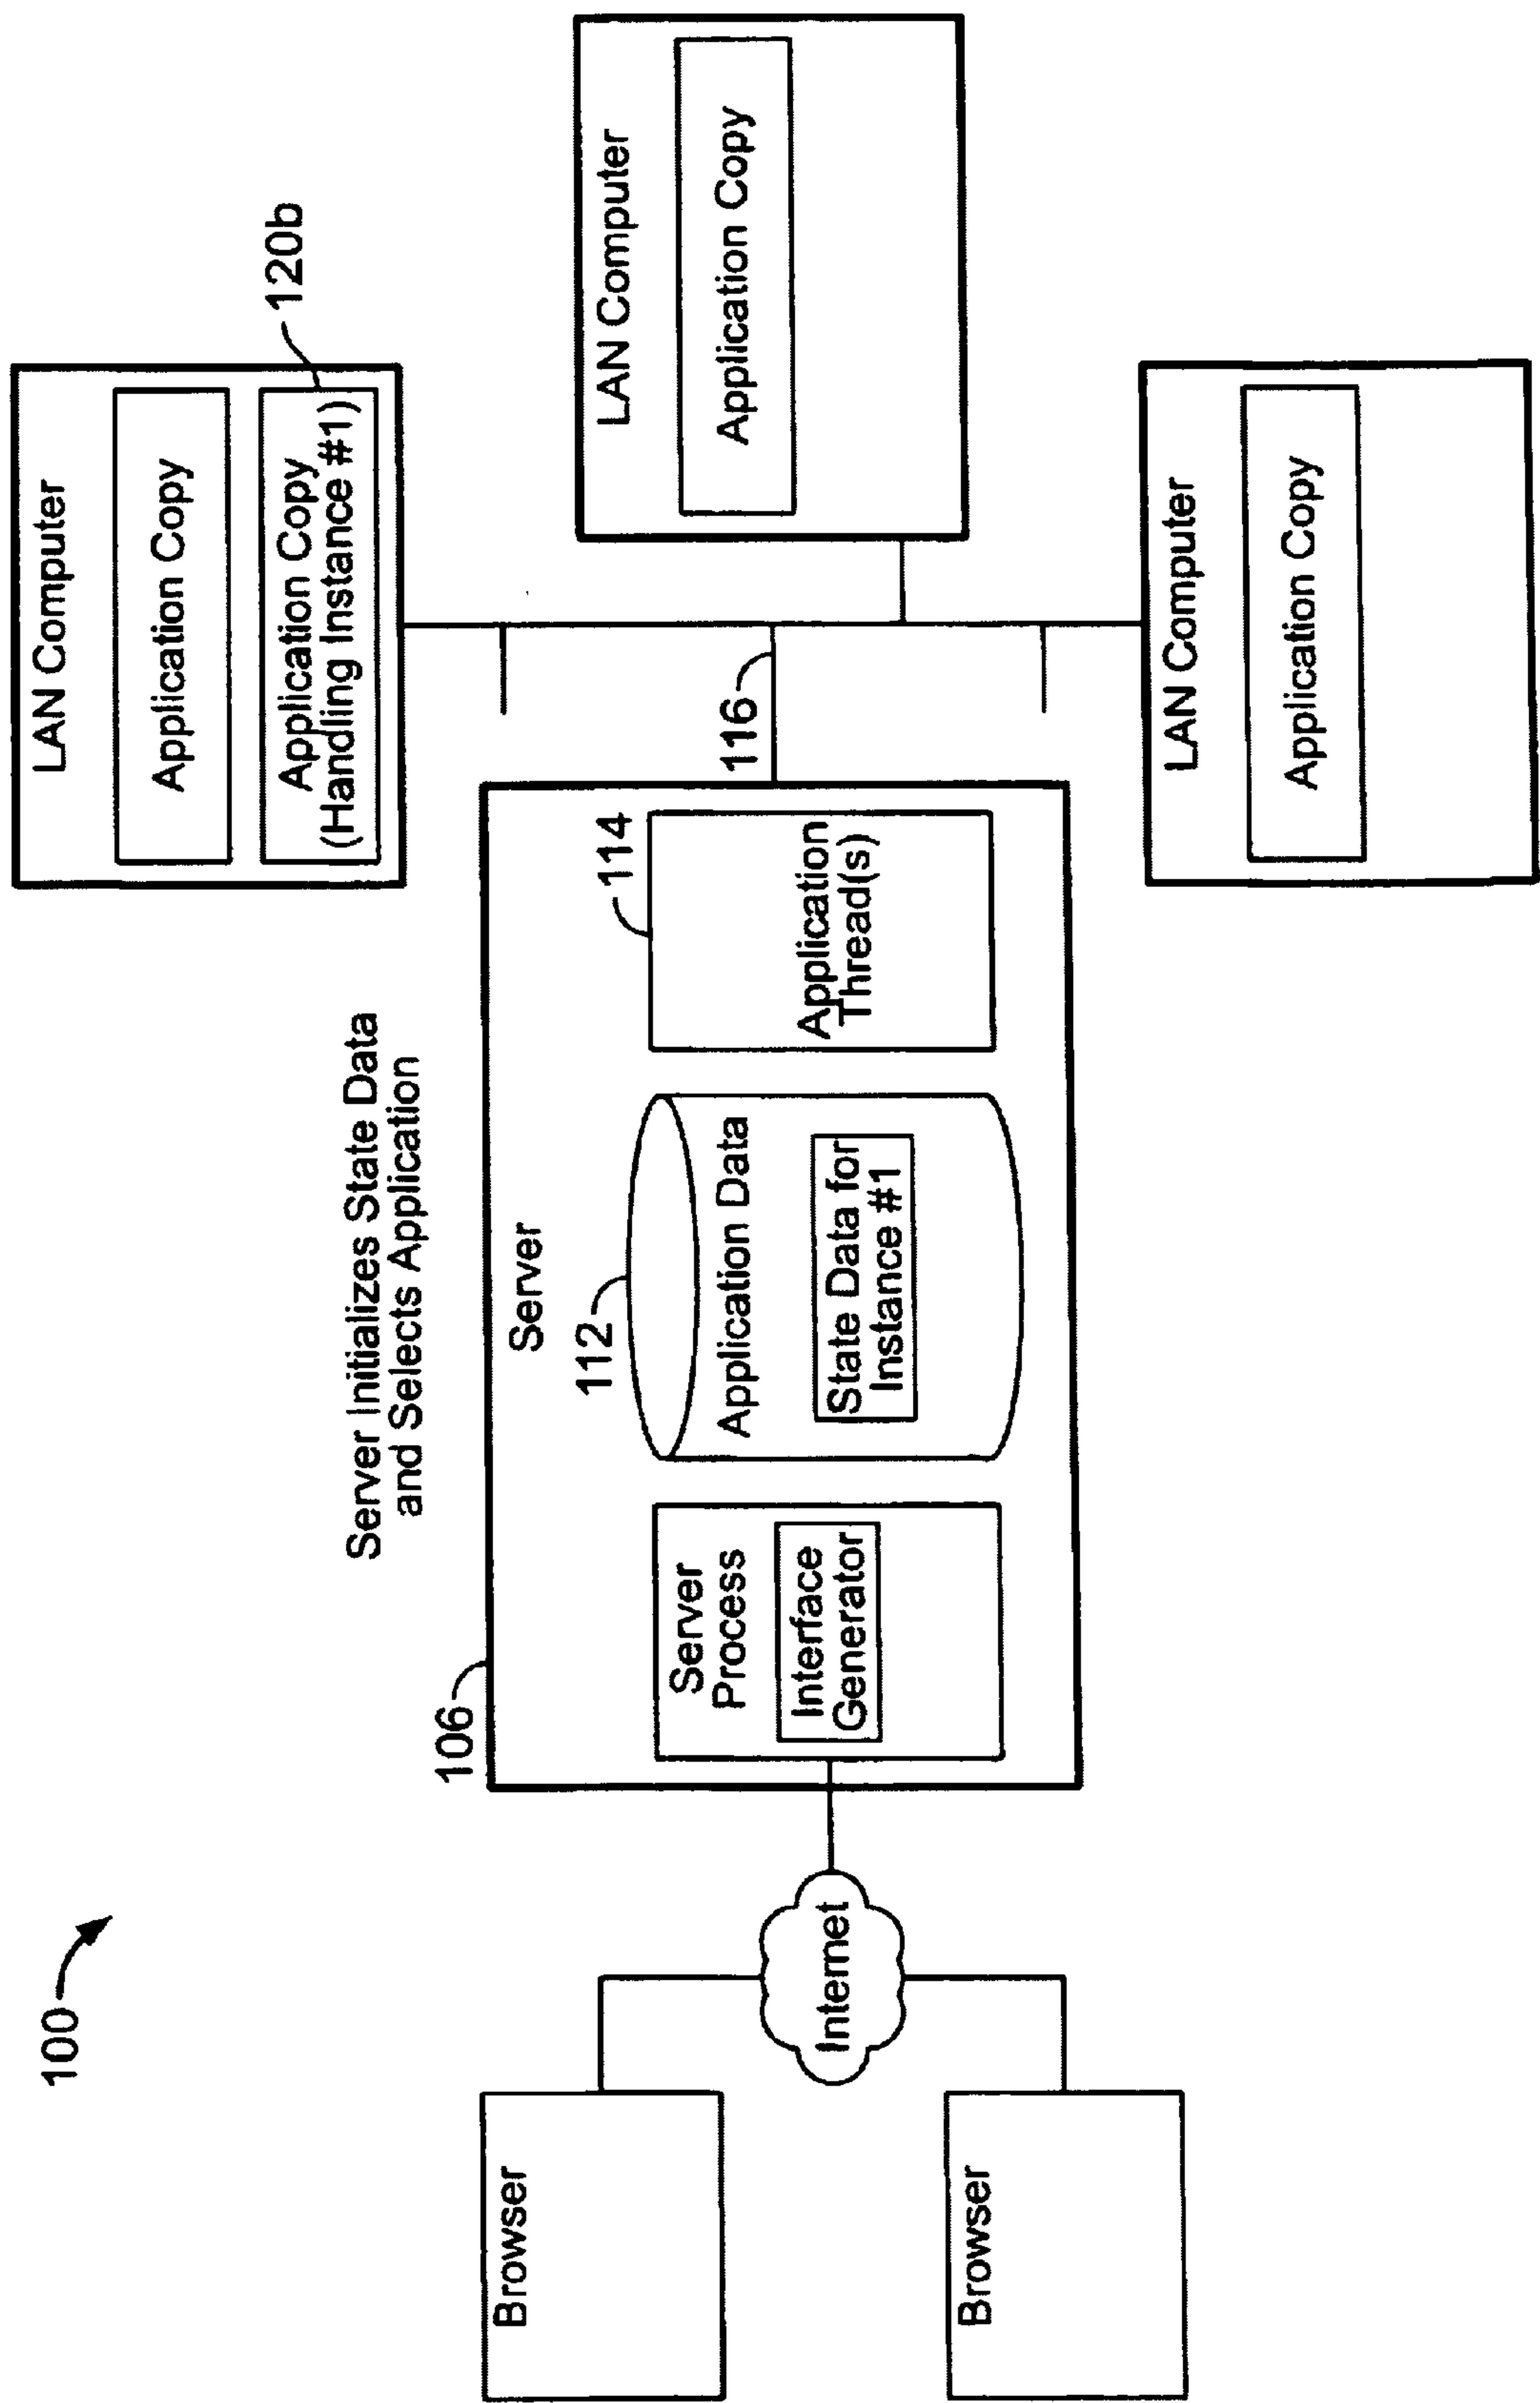 100
Server Initializes State Data
and Selects Application
Browser
Browser
Internet
106
Server
Server
Process
Interface
Generator
112
Application Data
State Data for
Instance #1
114
Application
Thread(s)
116
LAN Computer
Application Copy
Application Copy
(Handling Instance #1)
120b
LAN Computer
Application Copy
LAN Computer
Application Copy